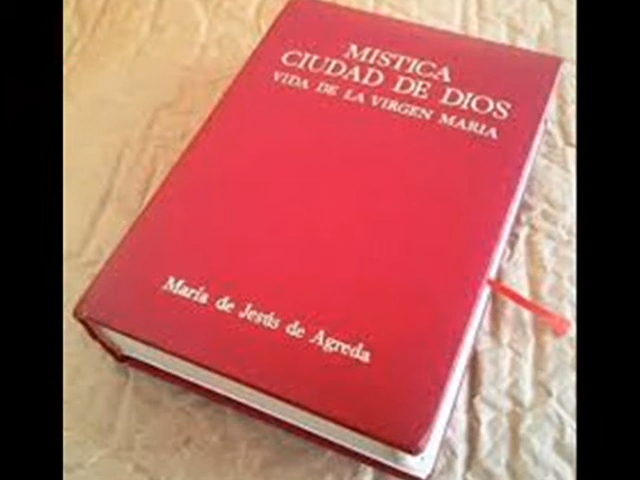 MISTICA
CIUDAD DE DIOS
VIDA DE LA VIRGEN MARIA
María de Jesús de Agreda